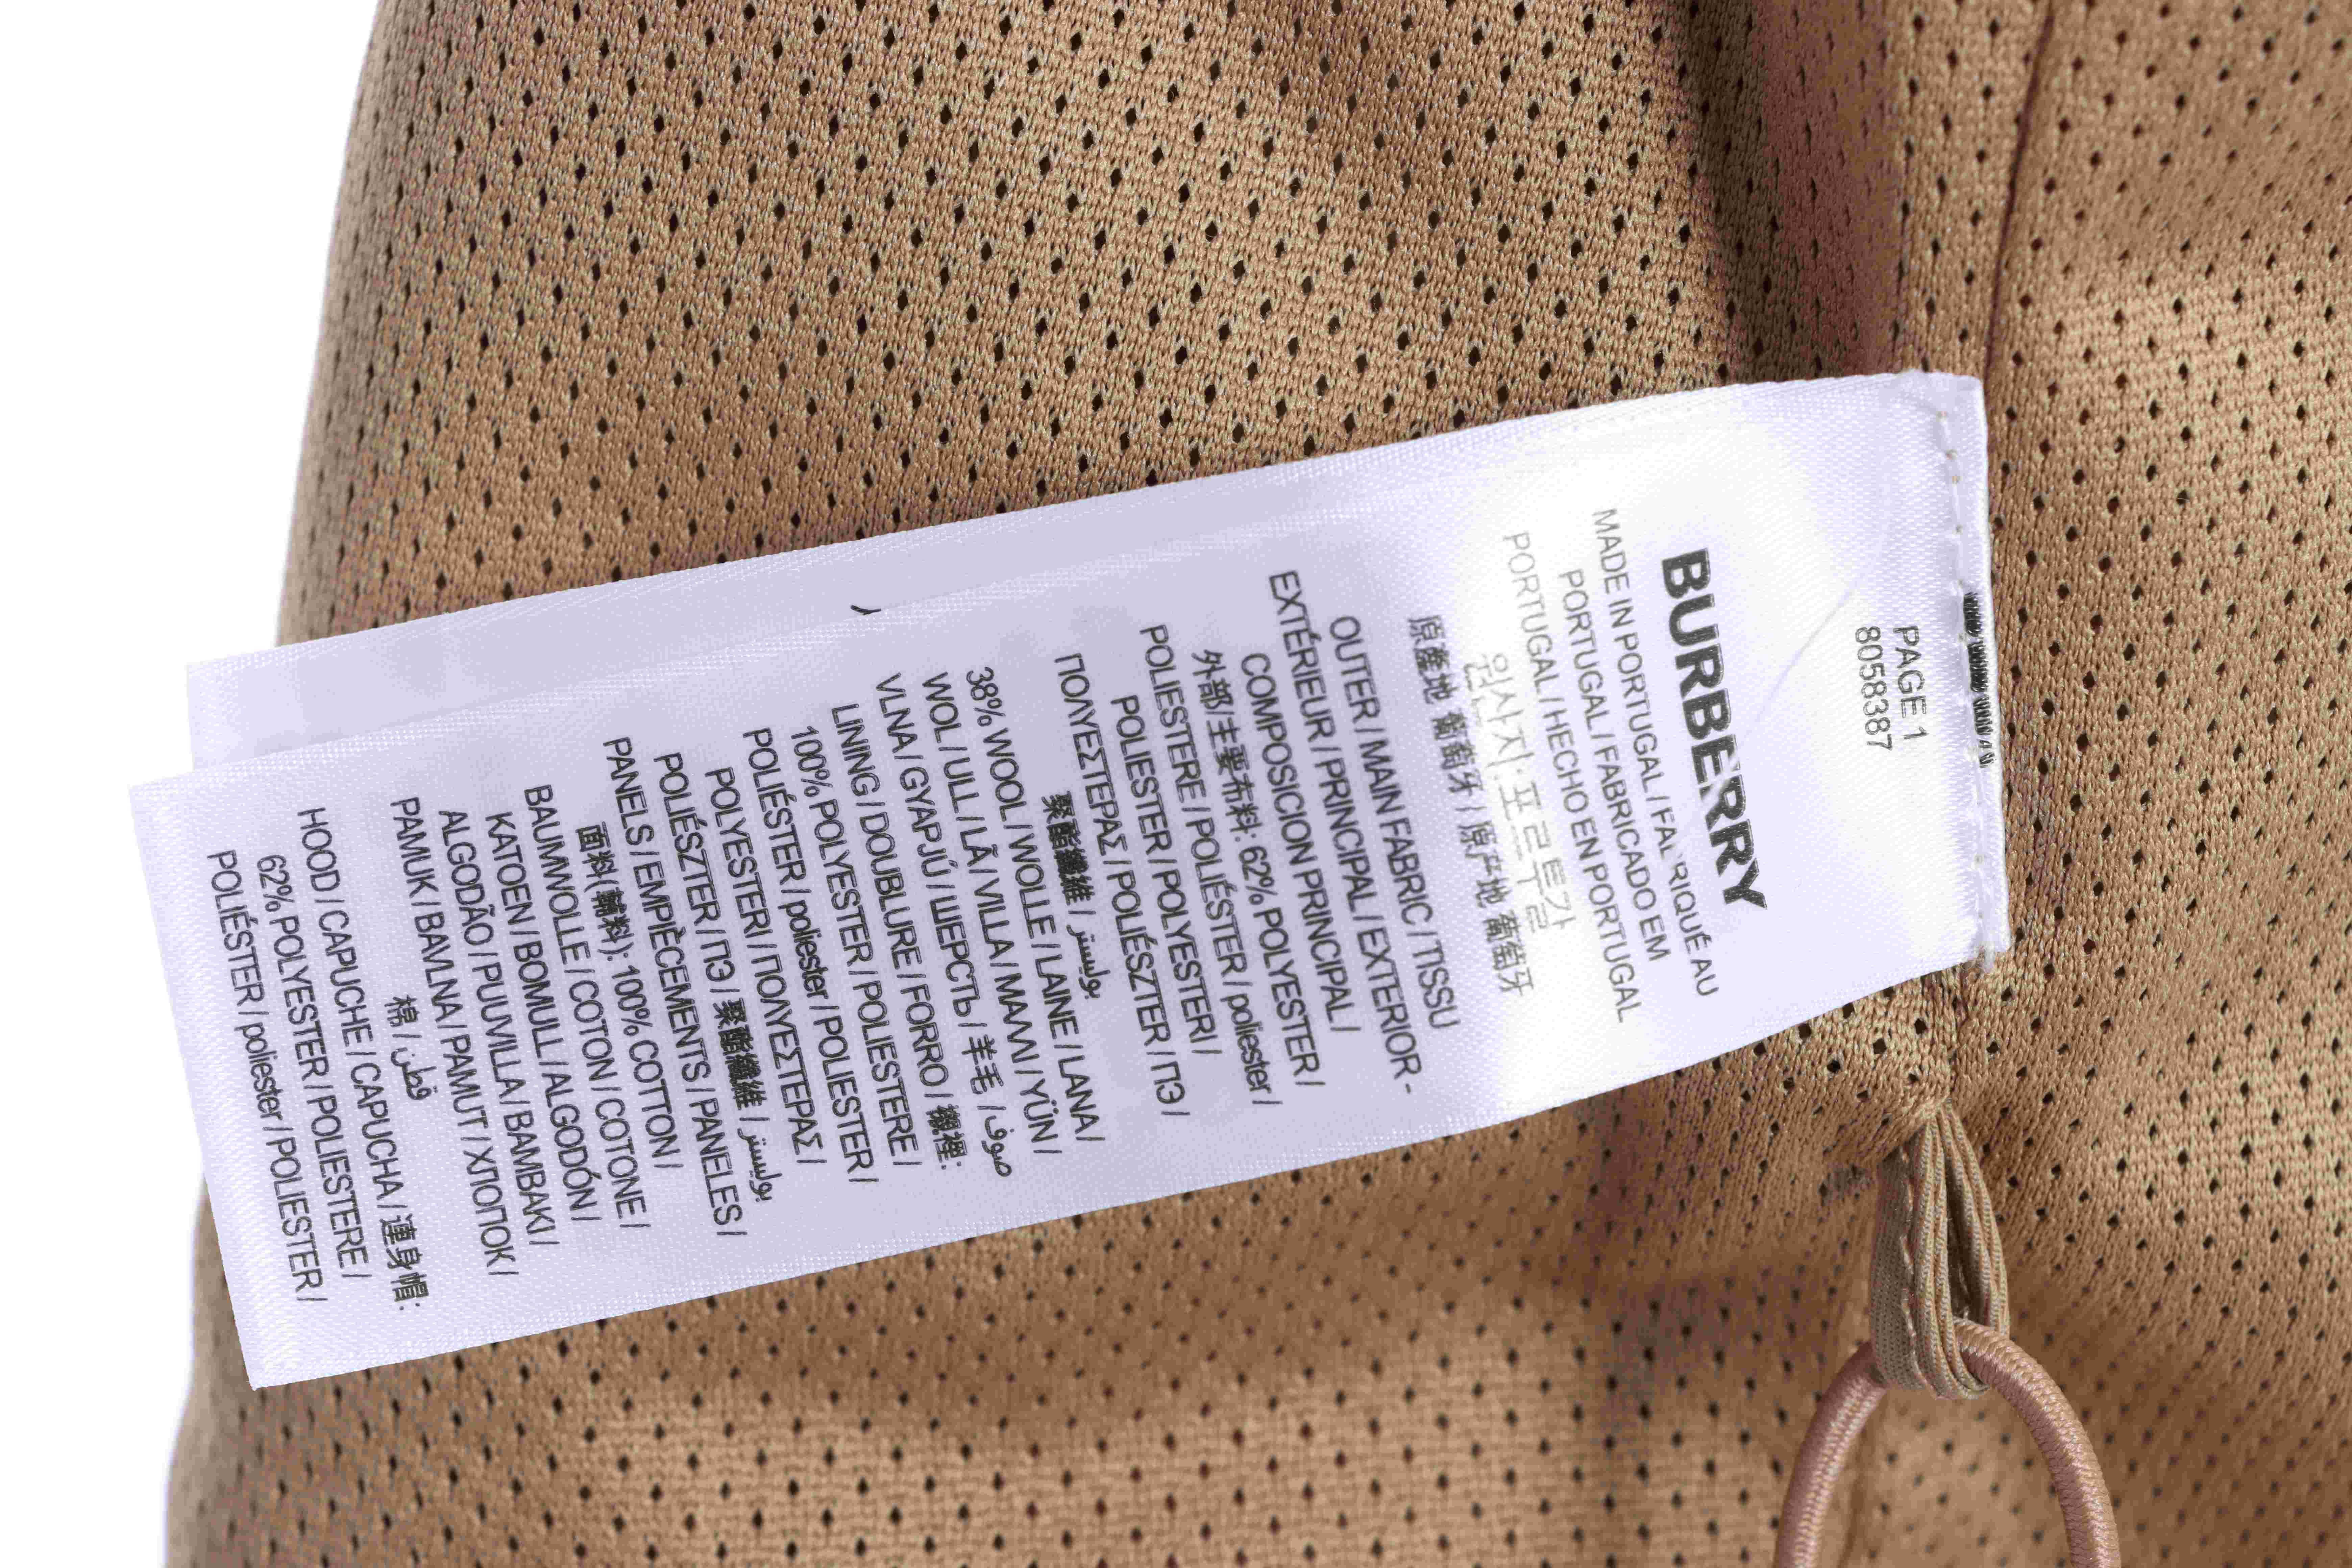 PAGE 1
8058387
BURBERRY
MADE IN PORTUGAL / FABRIQUÉ AU
PORTUGAL / FABRICADO EM
PORTUGAL / HECHO EN PORTUGAL
원산지: 포르투갈
原產地 葡萄牙 / 原产地 葡萄牙
OUTER / MAIN FABRIC / TISSU
EXTÉRIEUR / PRINCIPAL / EXTERIOR -
COMPOSICION PRINCIPAL /
外部/主要布料: 62% POLYESTER /
POLIESTERE / POLIÉSTER / poliester /
POLIESTER / POLYESTERI /
ΠΟΛΥΕΣΤΕΡΑΣ / POLIÉSZTER / ПЭ /
聚酯纖維 / بوليستر
38% WOOL / WOLLE / LAINE / LANA /
WOL / ULL / LÃ / VILLA / ΜΑΛΛΙ / YÜN /
VLNA / GYAPJÚ / ШЕРСТЬ / 羊毛 / صوف
LINING / DOUBLURE / FORRO / 襯裡:
100% POLYESTER / POLIESTERE /
POLIÉSTER / poliester / POLIESTER /
POLYESTERI / ΠΟΛΥΕΣΤΕΡΑΣ /
POLIÉSZTER / ПЭ / 聚酯纖維 / بوليستر
PANELS / EMPIÈCEMENTS / PANELES /
面料(輔料): 100% COTTON /
BAUMWOLLE / COTON / COTONE /
KATOEN / BOMULL / ALGODÓN /
ALGODÃO / PUUVILLA / BAMBAKI /
PAMUK / BAVLNA / PAMUT / ХЛОПОК /
棉 / قطن
HOOD / CAPUCHE / CAPUCHA / 連身帽:
62% POLYESTER / POLIESTERE /
POLIÉSTER / poliester / POLIESTER /